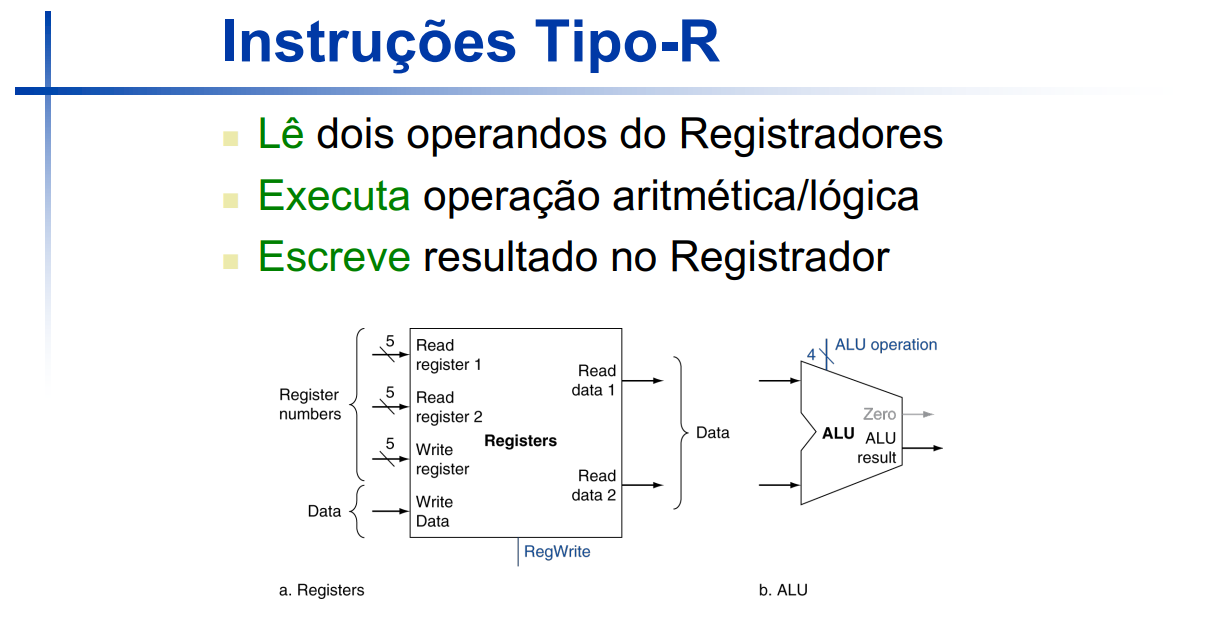 Instruções Tipo-R
Lê dois operandos do Registradores
Executa operação aritmética/lógica
Escreve resultado no Registrador
Register
numbers
Data
5
5
5
Read
register 1
Read
register 2
Write
register
Write
Data
Registers
Read
data 1
Read
data 2
RegWrite
Data
a. Registers
4
ALU operation
Zero
ALU
ALU
result
b. ALU